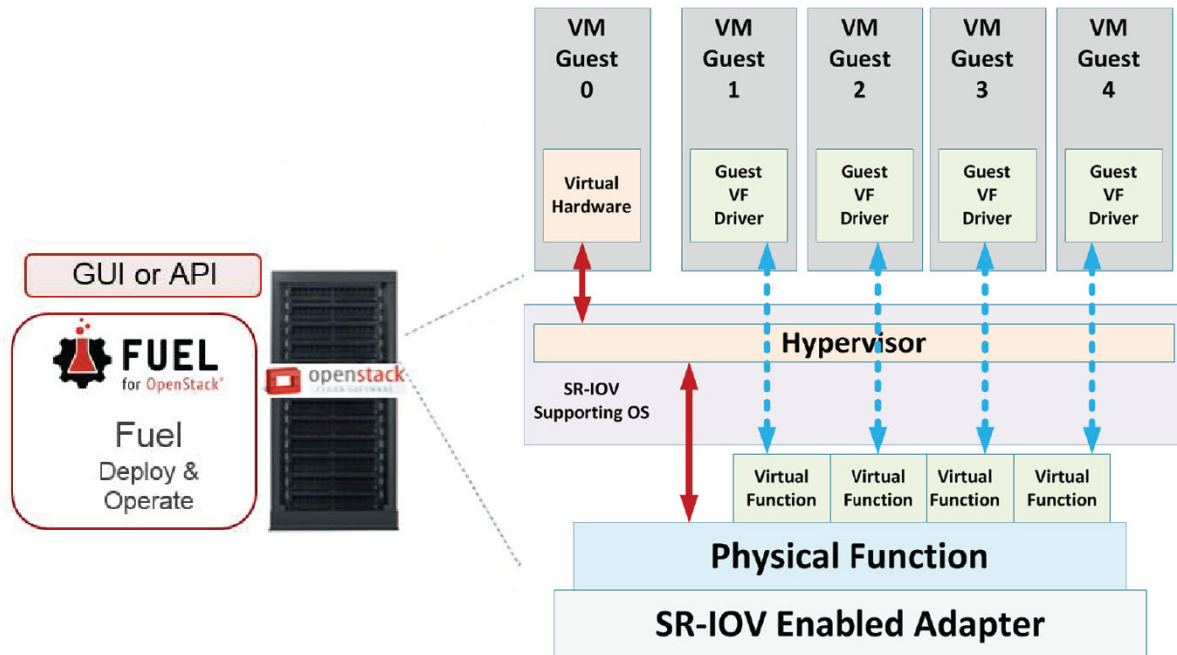 GUI or API
FUEL
for OpenStack
Fuel
Deploy &
Operate
openstack
CLOUD SOFTWARE
VM
Guest
0
Virtual
Hardware
VM
Guest
1
Guest
VF
Driver
VM
Guest
2
Guest
VF
Driver
VM
Guest
3
Guest
VF
Driver
VM
Guest
4
Guest
VF
Driver
Hypervisor
SR-IOV
Supporting OS
Virtual
Function
Virtual
Function
Virtual
Function
Virtual
Function
Physical Function
SR-IOV Enabled Adapter